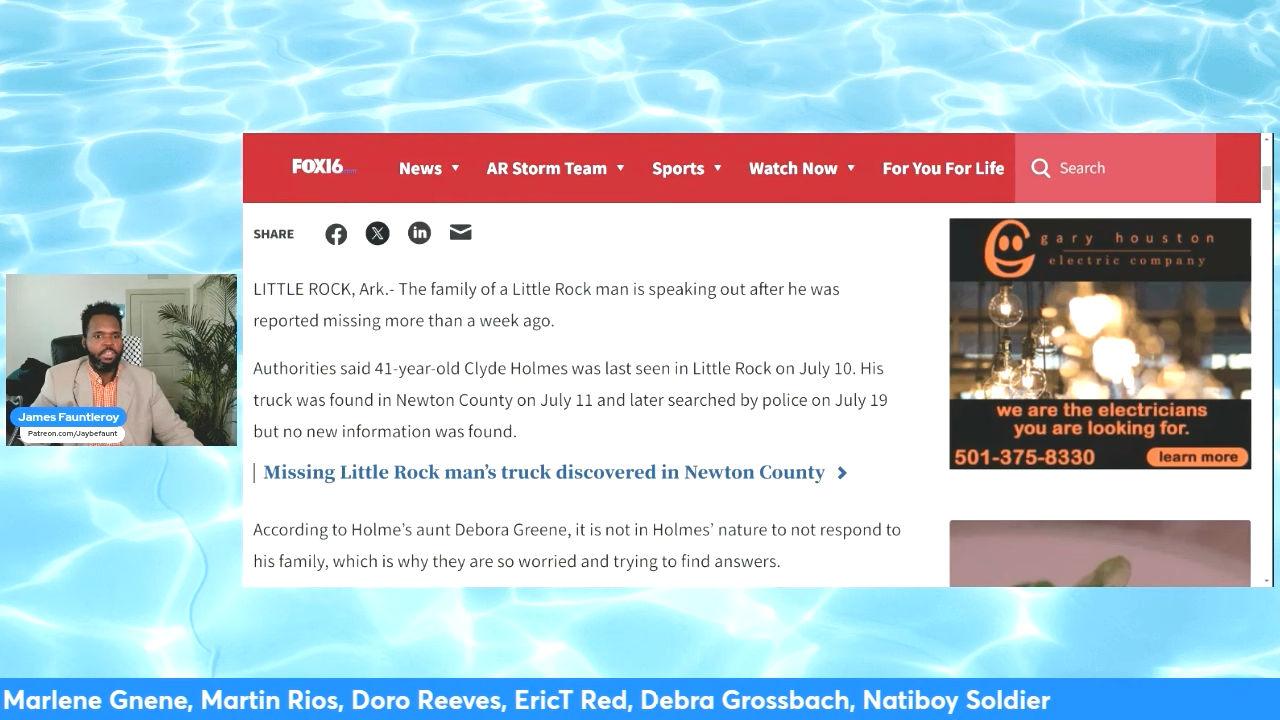 FOX16.com
News
AR Storm Team
Sports
Watch Now
For You For Life
Search
SHARE
LITTLE ROCK, Ark.- The family of a Little Rock man is speaking out after he was
reported missing more than a week ago.
Authorities said 41-year-old Clyde Holmes was last seen in Little Rock on July 10. His
truck was found in Newton County on July 11 and later searched by police on July 19
but no new information was found.
Missing Little Rock man's truck discovered in Newton County
According to Holme's aunt Debora Greene, it is not in Holmes' nature to not respond to
his family, which is why they are so worried and trying to find answers.
gary houston
electric company
we are the electricians
you are looking for.
501-375-8330
learn more
James Fauntleroy
Patreon.com/Jaybefaunt
Marlene Gnene, Martin Rios, Doro Reeves, EricT Red, Debra Grossbach, Natiboy Soldier